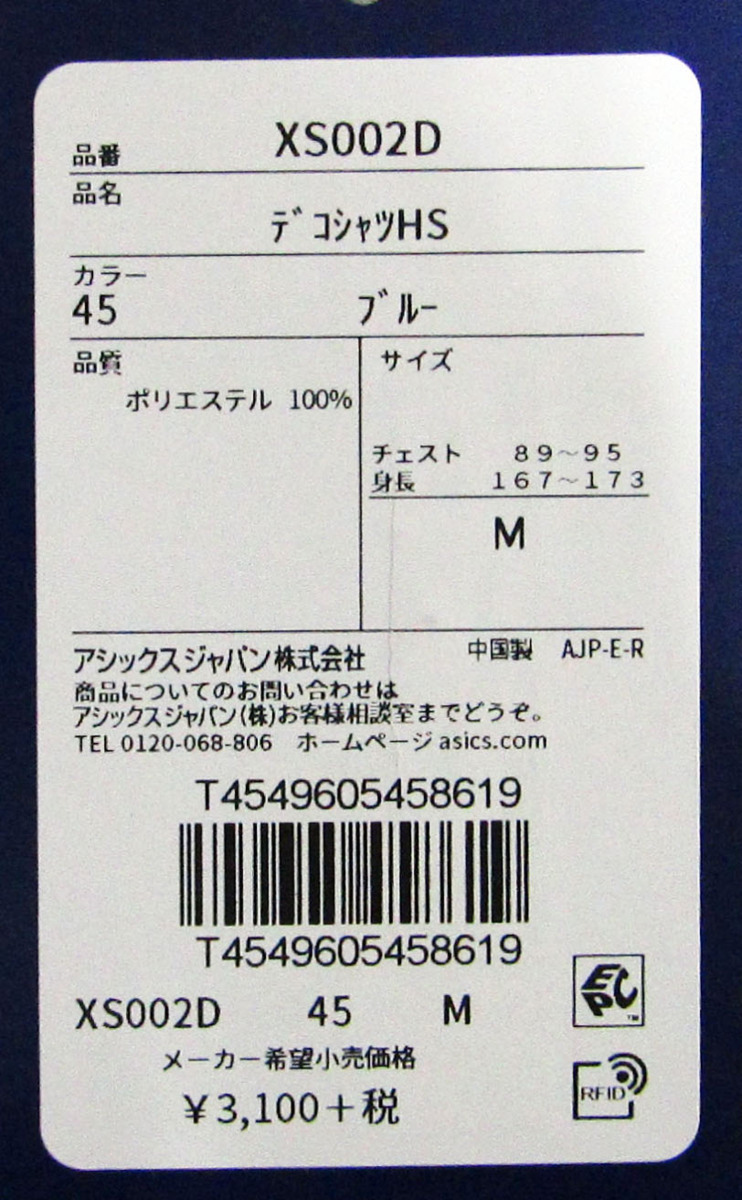 品番 XS002D
品名
ﾃﾞｺｼｬﾂHS
カラー
45 ﾌﾞﾙｰ
品質 サイズ
ポリエステル 100%
チェスト 89～95
身長 167～173
M
アシックスジャパン株式会社 中国製 AJP-E-R
商品についてのお問い合わせは
アシックスジャパン(株)お客様相談室までどうぞ。
TEL 0120-068-806 ホームページ asics.com
T4549605458619
T4549605458619
EPC
TM
XS002D 45 M
メーカー希望小売価格
RFID
¥3,100+税